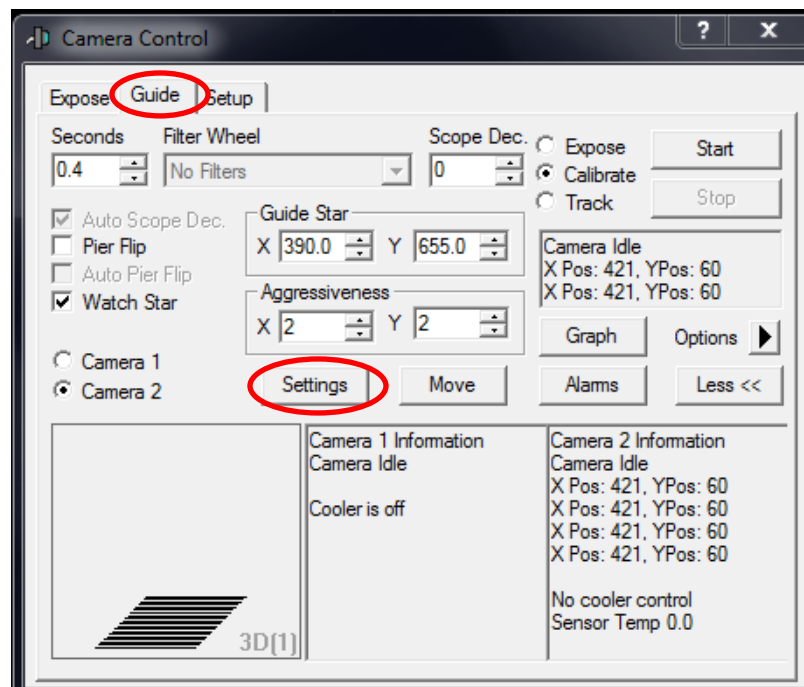 Camera Control
? x
Expose Guide Setup
Seconds Filter Wheel Scope Dec.
0.4 No Filters 0
Expose
Calibrate
Track
Start
Stop
Auto Scope Dec.
Pier Flip
Auto Pier Flip
Watch Star
Guide Star
X 390.0 Y 655.0
Aggressiveness
X 2 Y 2
Camera Idle
X Pos: 421, YPos: 60
X Pos: 421, YPos: 60
Graph Options
Camera 1
Camera 2
Settings Move Alarms Less <<
3D(1)
Camera 1 Information
Camera Idle
Cooler is off
Camera 2 Information
Camera Idle
X Pos: 421, YPos: 60
X Pos: 421, YPos: 60
X Pos: 421, YPos: 60
X Pos: 421, YPos: 60
No cooler control
Sensor Temp 0.0